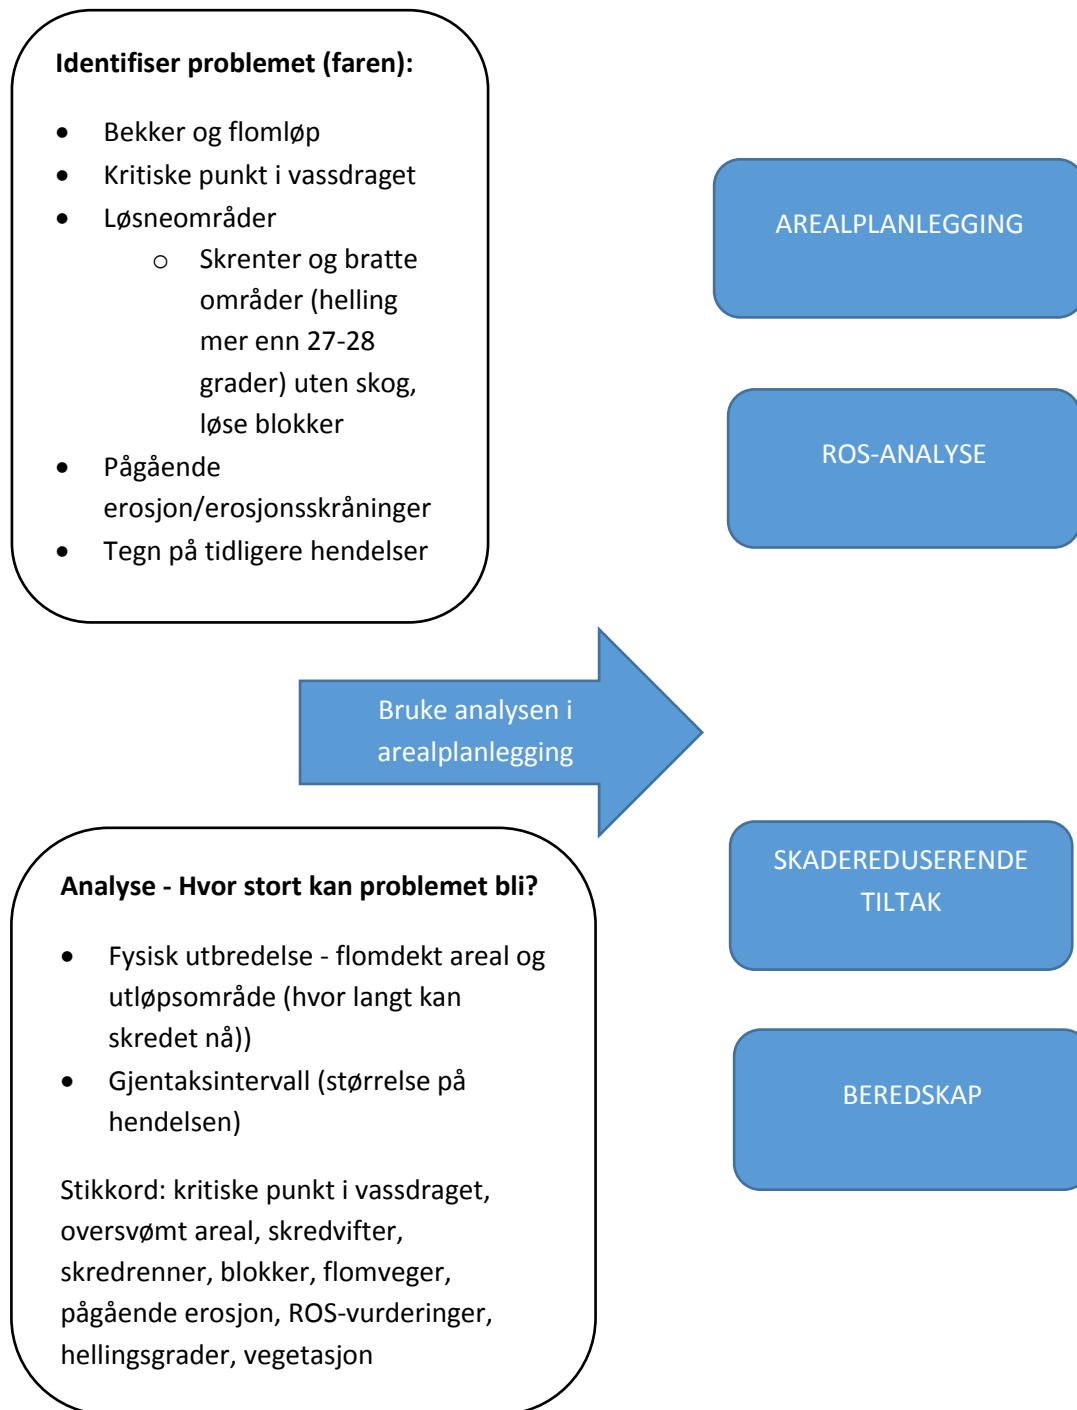 Identifiser problemet (faren):
• Bekker og flomløp
• Kritiske punkt i vassdraget
• Løsneområder
o Skrenter og bratte
områder (helling
mer enn 27-28
grader) uten skog,
løse blokker
• Pågående
erosjon/erosjonsskråninger
• Tegn på tidligere hendelser
AREALPLANLEGGING
ROS-ANALYSE
Bruke analysen i
arealplanlegging
Analyse - Hvor stort kan problemet bli?
• Fysisk utbredelse - flomdekt areal og
utløpsområde (hvor langt kan
skredet nå))
• Gjentaksintervall (størrelse på
hendelsen)
Stikkord: kritiske punkt i vassdraget,
oversvømt areal, skredvifter,
skredrenner, blokker, flomveger,
pågående erosjon, ROS-vurderinger,
hellingsgrader, vegetasjon
SKADEREDUSERENDE
TILTAK
BEREDSKAP